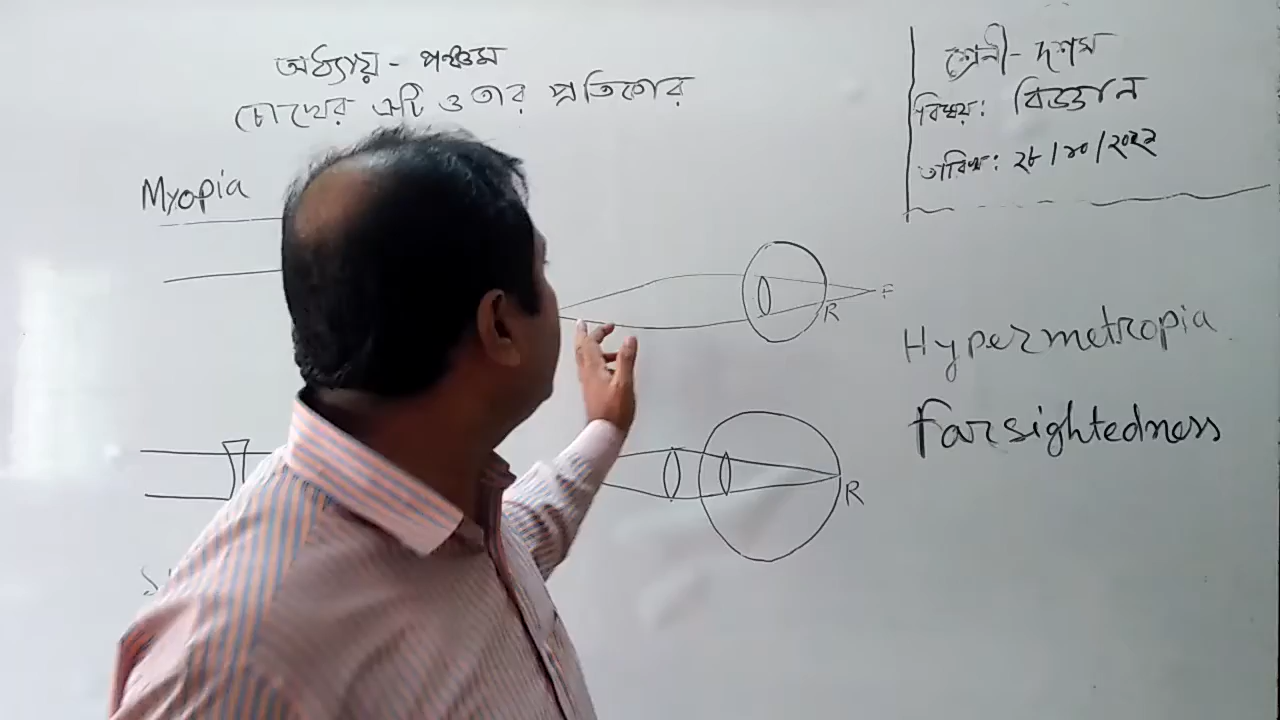 অধ্যায় - পঞ্চম
চোখের ত্রুটি ও তার প্রতিকার
শ্রেনী - দশম
বিষয়: বিজ্ঞান
তারিখ: ২৮/১০/২০২২
Myopia
F
R
Hypermetropia
Farsightedness
R